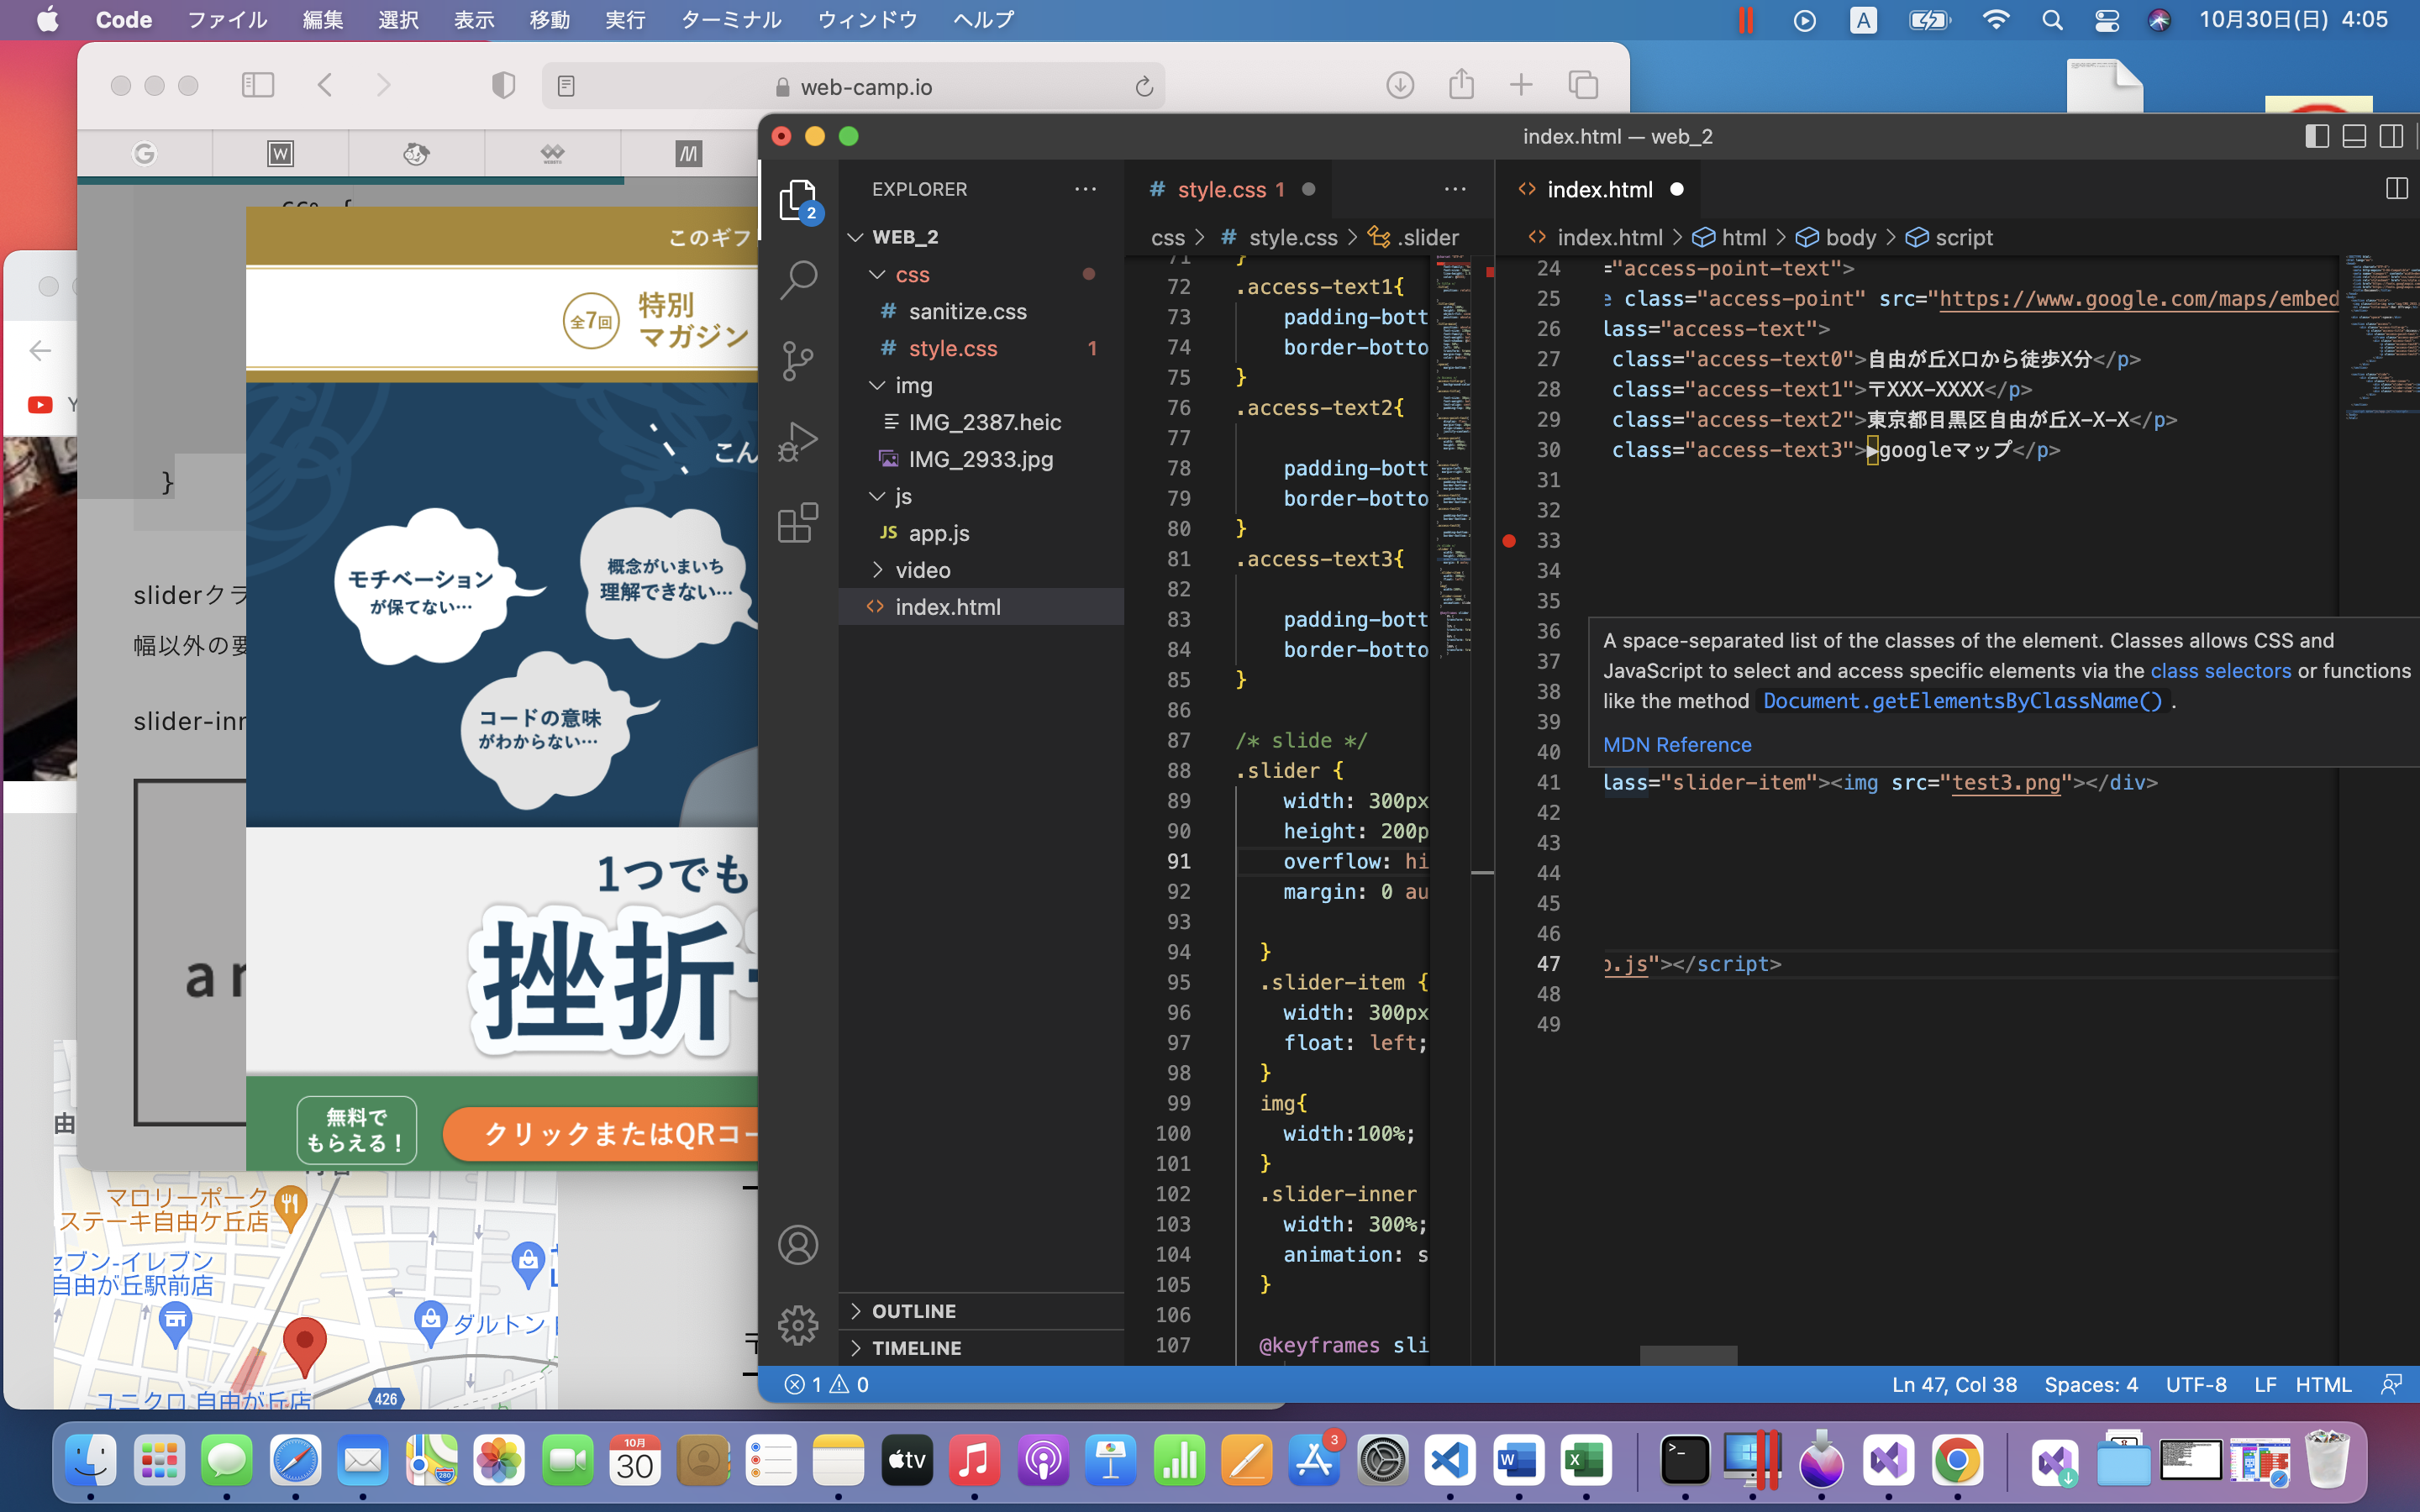 Code ファイル 編集 選択 表示 移動 実行 ターミナル ウィンドウ ヘルプ
A
10月30日(日) 4:05
web-camp.io
このギフ
全7回
特別
マガジン
こん
モチベーション
が保てない…
概念がいまいち
理解できない…
コードの意味
がわからない…
1つでも
挫折
無料で
もらえる!
クリックまたはQRコー
}
sliderクラ
幅以外の要
slider-inr
ar
由
マロリーポーク
ステーキ自由ケ丘店
セブン-イレブン
自由が丘駅前店
ダルトン
ユニクロ 自由が丘店
426
index.html — web_2
2
EXPLORER
WEB_2
css
# sanitize.css
# style.css 1
img
IMG_2387.heic
IMG_2933.jpg
js
JS app.js
video
<> index.html
OUTLINE
TIMELINE
# style.css 1
css > # style.css > .slider
71 }
72 .access-text1{
73 padding-bott
74 border-botto
75 }
76 .access-text2{
77
78 padding-bott
79 border-botto
80 }
81 .access-text3{
82
83 padding-bott
84 border-botto
85 }
86
87 /* slide */
88 .slider {
89 width: 300px
90 height: 200p
91 overflow: hi
92 margin: 0 au
93
94 }
95 .slider-item {
96 width: 300px
97 float: left;
98 }
99 img{
100 width:100%;
101 }
102 .slider-inner
103 width: 300%;
104 animation: s
105 }
106
107 @keyframes sli
<> index.html
<> index.html > html > body > script
24 ="access-point-text">
25 e class="access-point" src="https://www.google.com/maps/embed
26 lass="access-text">
27 class="access-text0">自由が丘X口から徒歩X分</p>
28 class="access-text1">〒XXX-XXXX</p>
29 class="access-text2">東京都目黒区自由が丘X-X-X</p>
30 class="access-text3">▶googleマップ</p>
31
32
33
34
35
36
37
38
39
40
A space-separated list of the classes of the element. Classes allows CSS and
JavaScript to select and access specific elements via the class selectors or functions
like the method Document.getElementsByClassName() .
MDN Reference
41 lass="slider-item"><img src="test3.png"></div>
42
43
44
45
46
47 p.js"></script>
48
49
1 0
Ln 47, Col 38 Spaces: 4 UTF-8 LF HTML
280
10月
30
tv
3
W
X